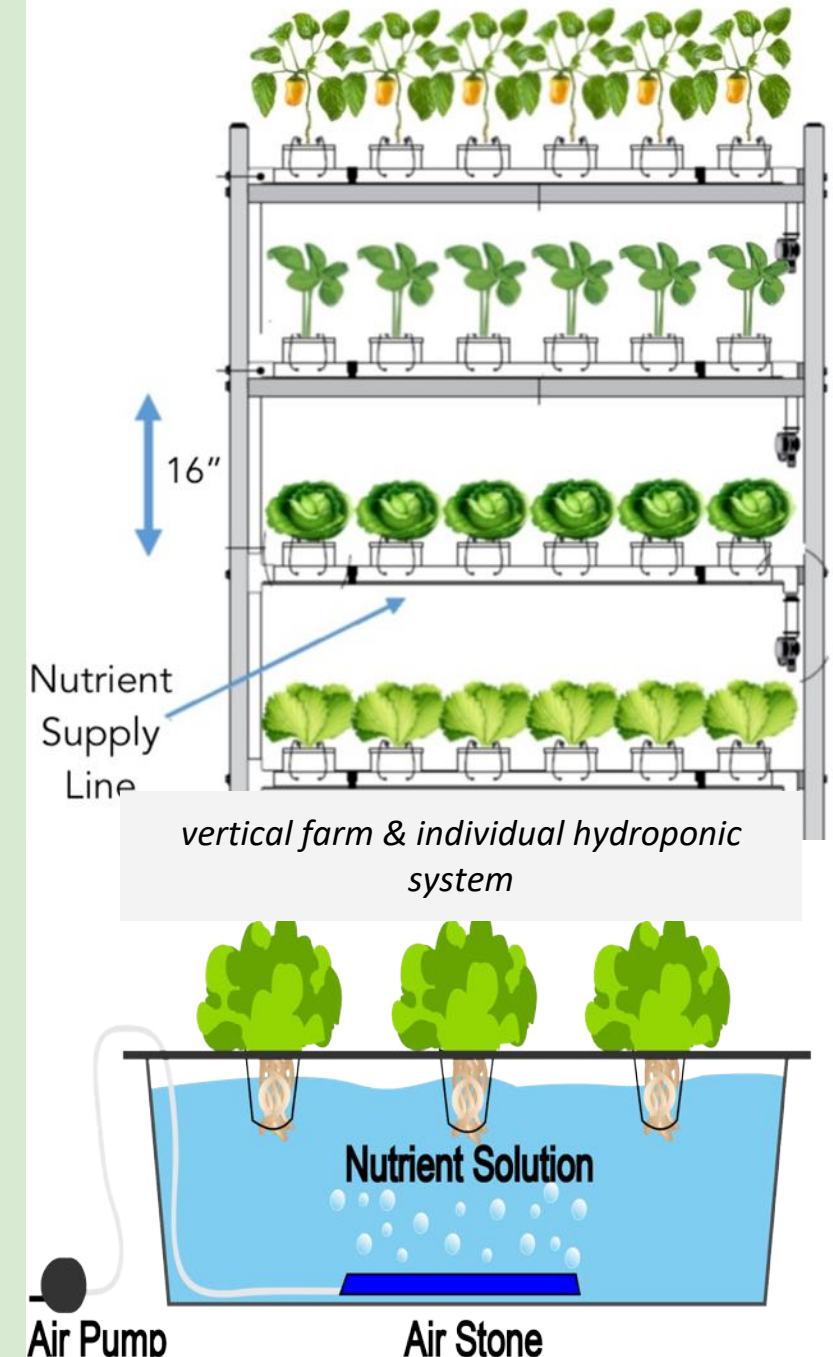 16”
Nutrient
Supply
Line
vertical farm & individual hydroponic
system
Nutrient Solution
Air Pump
Air Stone